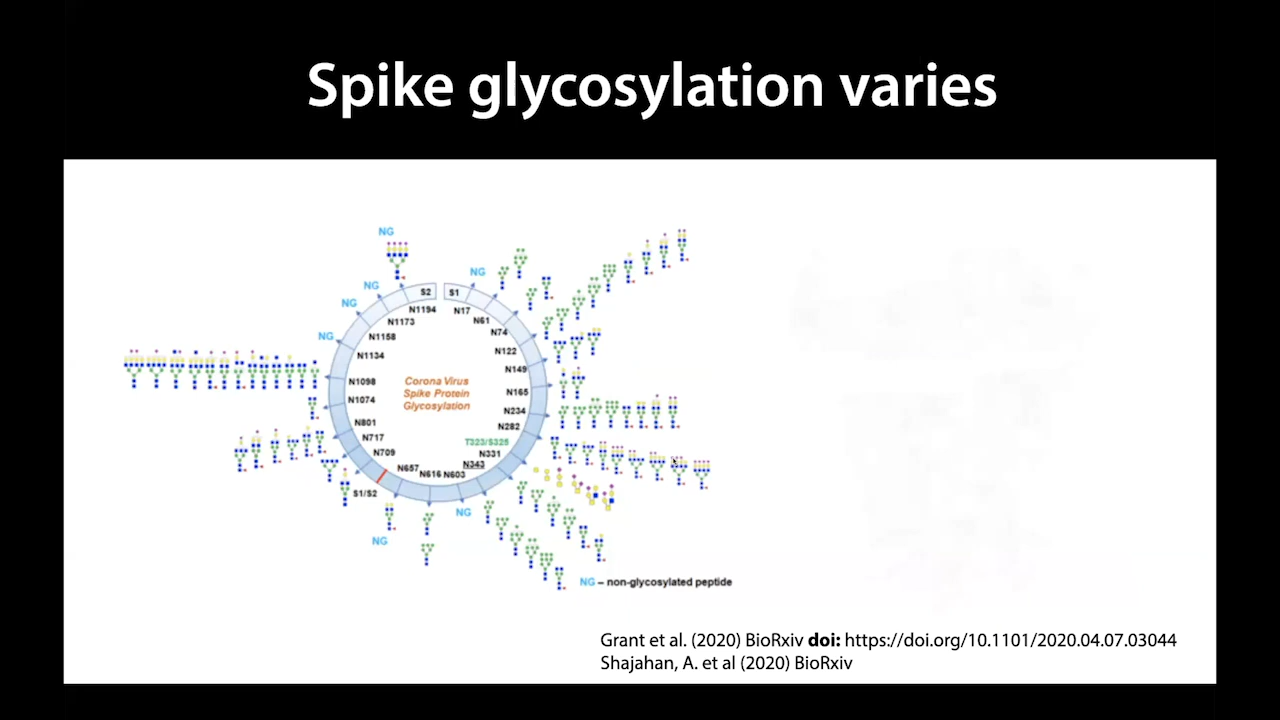 Spike glycosylation varies
NG
NG
NG
NG
NG
S2
S1
N1194
N17
N1173
N61
N1158
N74
N1134
N122
N149
N1098
N165
N1074
N234
N801
N282
N717
T323/S325
N709
N331
N343
N657
N616
N603
S1/S2
Corona Virus
Spike Protein
Glycosylation
NG
NG
NG – non-glycosylated peptide
Grant et al. (2020) BioRxiv doi: https://doi.org/10.1101/2020.04.07.03044
Shajahan, A. et al (2020) BioRxiv